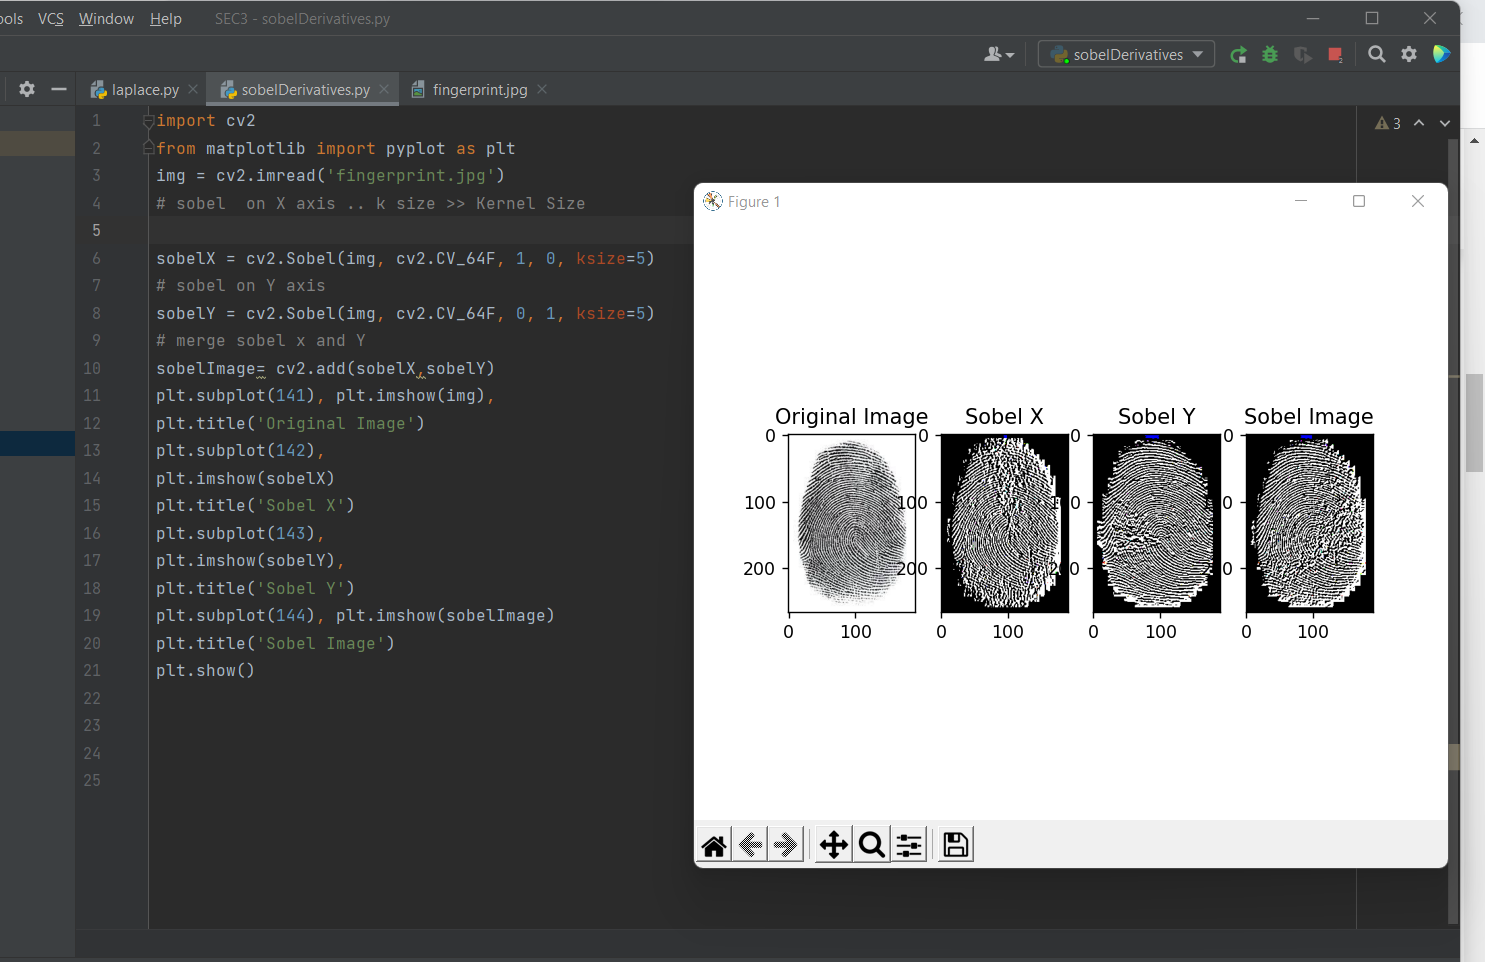 ols VCS Window Help SEC3 - sobelDerivatives.py
sobelDerivatives
laplace.py sobelDerivatives.py fingerprint.jpg
3
1 import cv2
2 from matplotlib import pyplot as plt
3 img = cv2.imread('fingerprint.jpg')
4 # sobel  on X axis .. k size >> Kernel Size
5
6 sobelX = cv2.Sobel(img, cv2.CV_64F, 1, 0, ksize=5)
7 # sobel on Y axis
8 sobelY = cv2.Sobel(img, cv2.CV_64F, 0, 1, ksize=5)
9 # merge sobel x and Y
10 sobelImage= cv2.add(sobelX,sobelY)
11 plt.subplot(141), plt.imshow(img),
12 plt.title('Original Image')
13 plt.subplot(142),
14 plt.imshow(sobelX)
15 plt.title('Sobel X')
16 plt.subplot(143),
17 plt.imshow(sobelY),
18 plt.title('Sobel Y')
19 plt.subplot(144), plt.imshow(sobelImage)
20 plt.title('Sobel Image')
21 plt.show()
22
23
24
25
Figure 1
Original Image Sobel X Sobel Y Sobel Image
0 0 0 0
100 100 0 0
200 200 0 0
0 100 0 100 0 100 0 100